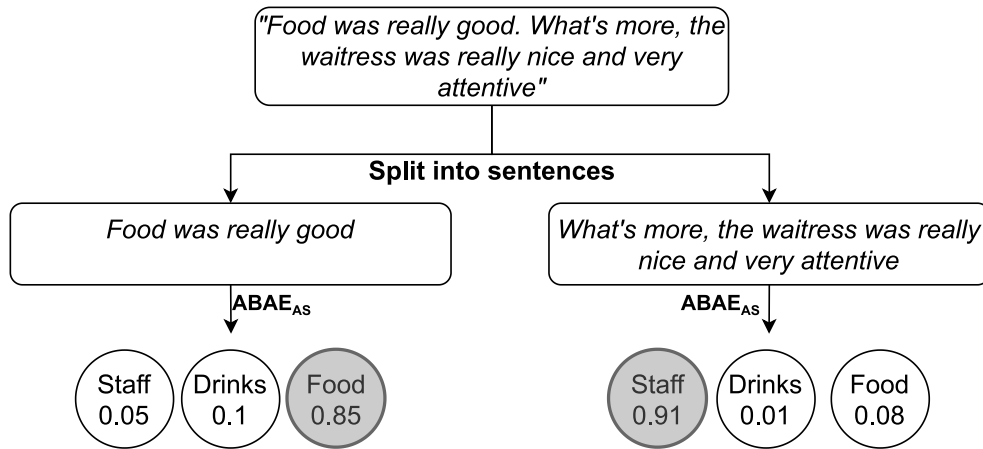 "Food was really good. What's more, the
waitress was really nice and very
attentive"
Split into sentences
Food was really good
What's more, the waitress was really
nice and very attentive
ABAE_AS
ABAE_AS
Staff
0.05
Drinks
0.1
Food
0.85
Staff
0.91
Drinks
0.01
Food
0.08